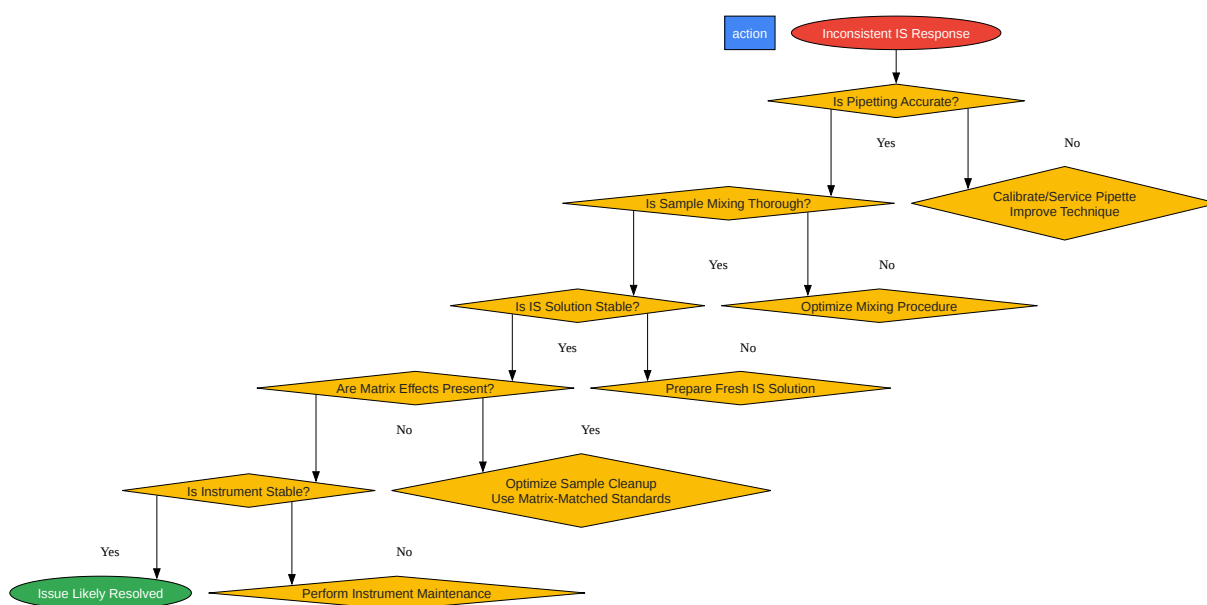 action
Inconsistent IS Response
Is Pipetting Accurate?
Yes
No
Is Sample Mixing Thorough?
Calibrate/Service Pipette
Improve Technique
Yes
No
Is IS Solution Stable?
Optimize Mixing Procedure
Yes
No
Are Matrix Effects Present?
Prepare Fresh IS Solution
No
Yes
Is Instrument Stable?
Optimize Sample Cleanup
Use Matrix-Matched Standards
Yes
No
Issue Likely Resolved
Perform Instrument Maintenance